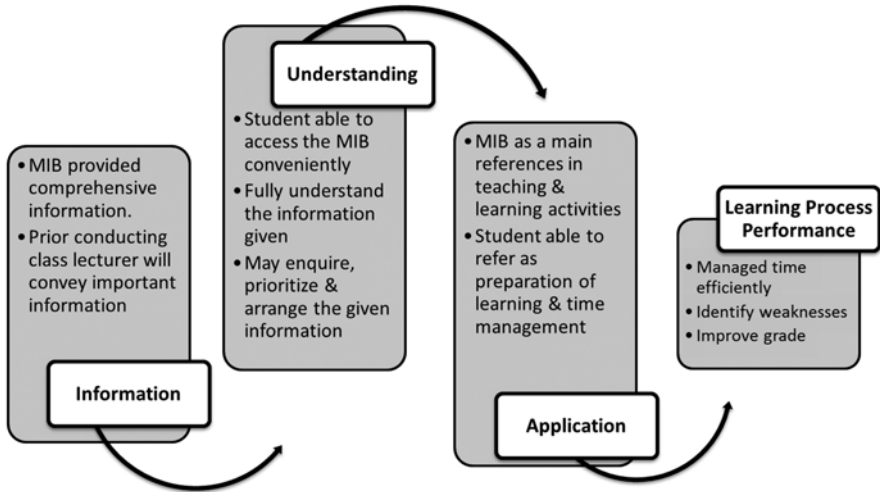 • MIB provided
comprehensive
information.
• Prior conducting
class lecturer will
convey important
information
Information
Understanding
• Student able to
access the MIB
conveniently
• Fully understand
the information
given
• May enquire,
prioritize &
arrange the given
information
• MIB as a main
references in
teaching &
learning activities
• Student able to
refer as
preparation of
learning & time
management
Application
Learning Process
Performance
• Managed time
efficiently
• Identify weaknesses
• Improve grade